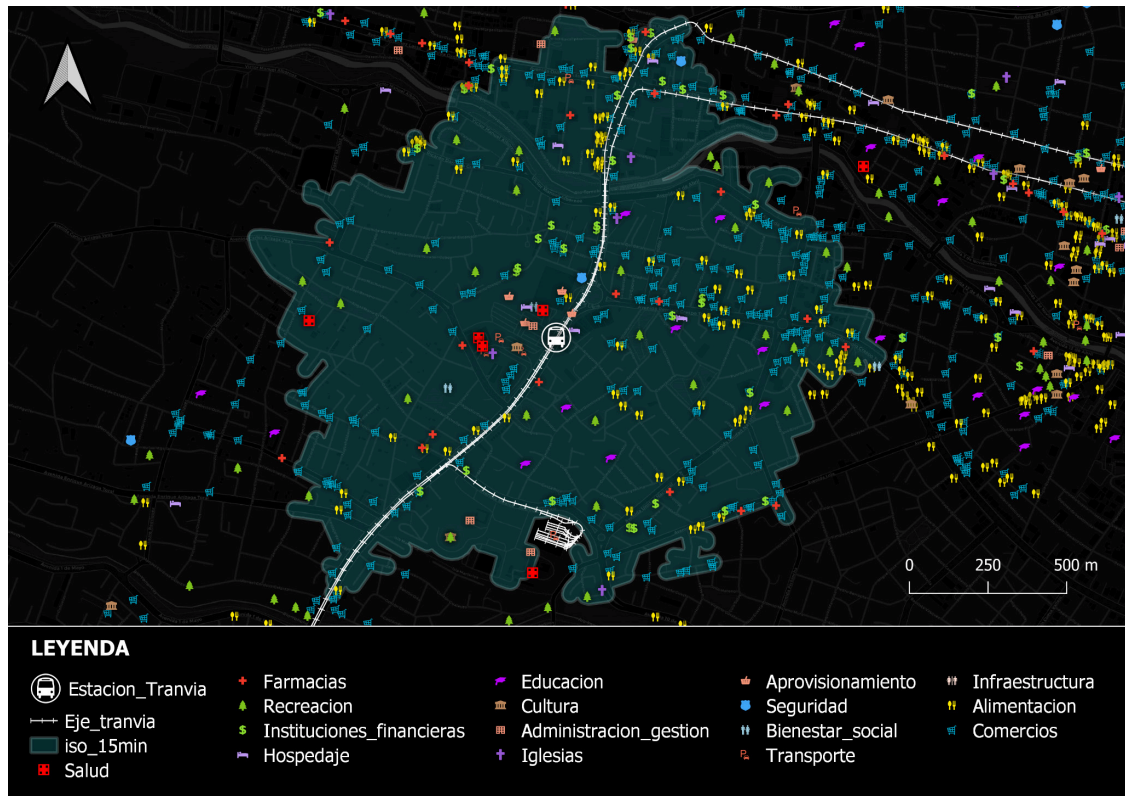 0 250 500 m
LEYENDA
Estacion_Tranvia
Eje_tranvia
iso_15min
Salud
Farmacias
Recreacion
Instituciones_financieras
Hospedaje
Educacion
Cultura
Administracion_gestion
Iglesias
Aprovisionamiento
Seguridad
Bienestar_social
Transporte
Infraestructura
Alimentacion
Comercios